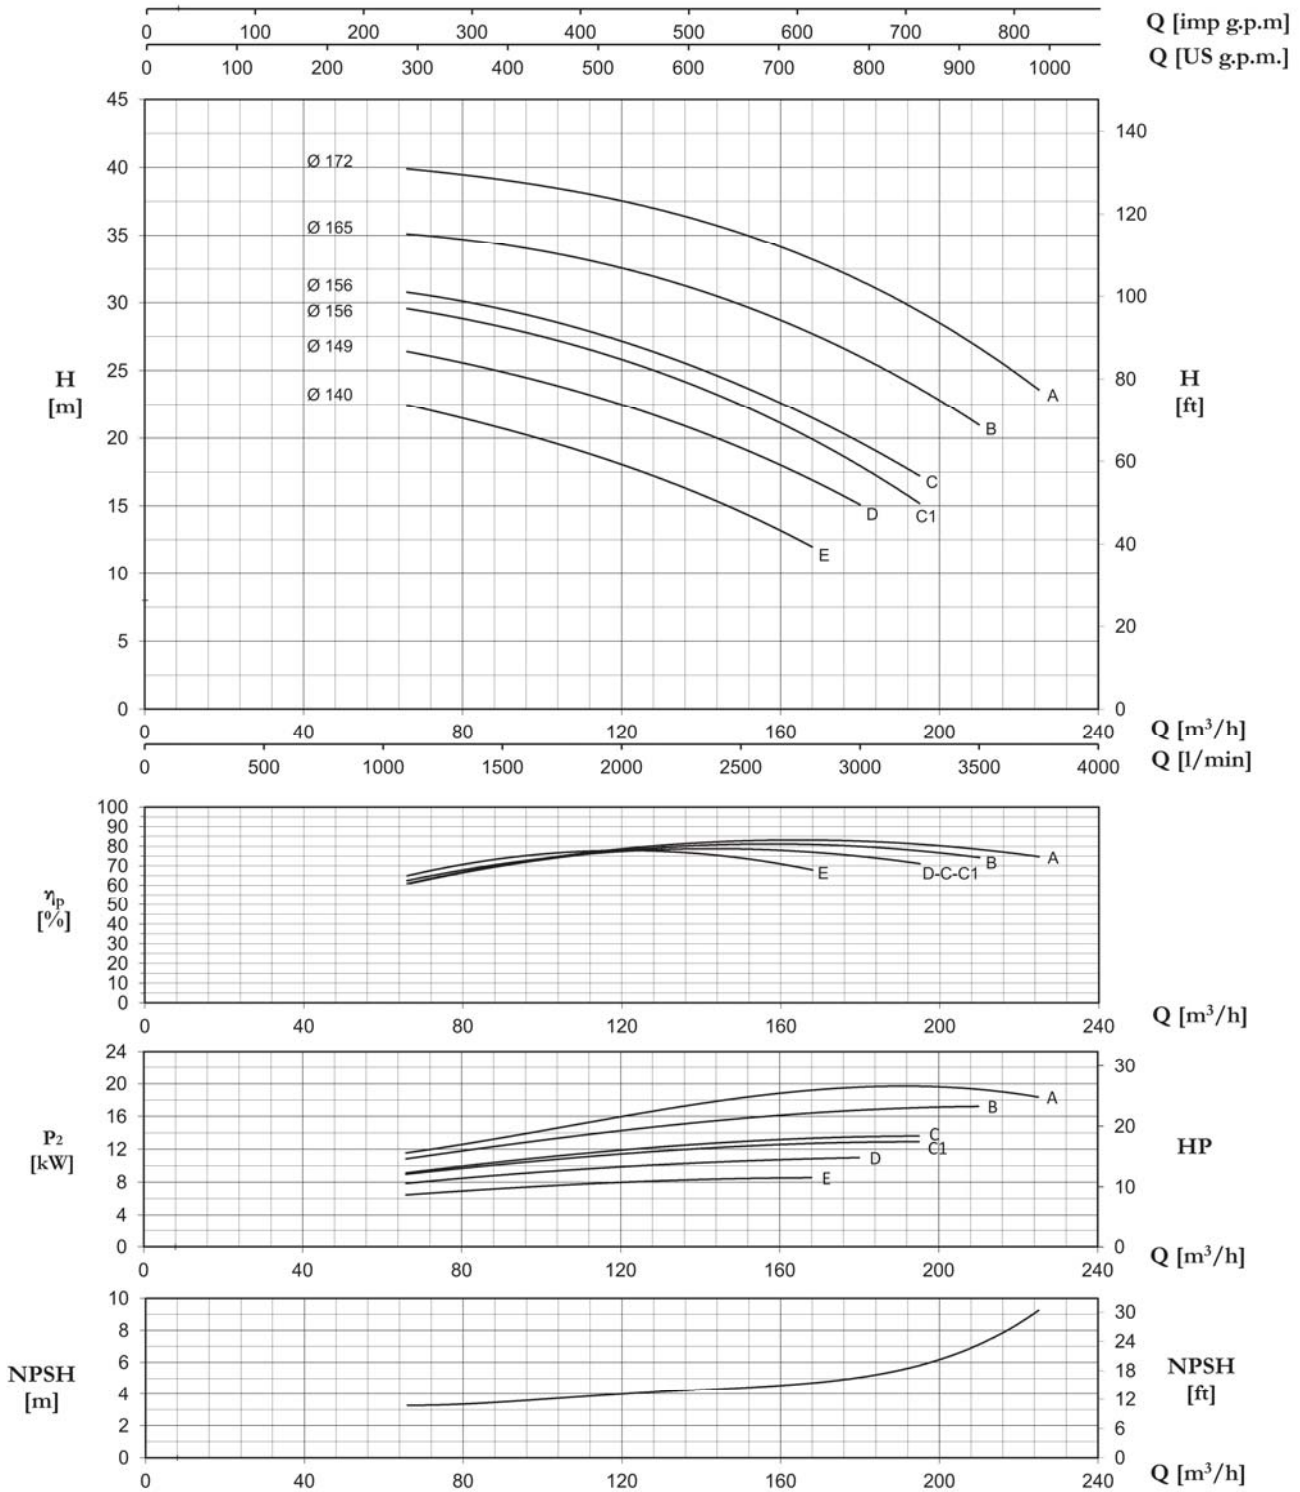 0 100 200 300 400 500 600 700 800 Q [imp g.p.m]
0 100 200 300 400 500 600 700 800 900 1000 Q [US g.p.m.]
45
140
40 Ø 172
120
35 Ø 165
Ø 156
30 100
Ø 156
Ø 149
25
H [m]
80
H [ft]
Ø 140
A
B
20
60
C
15 D C1
E
40
10
20
5
0 0
0 40 80 120 160 200 240 Q [m³/h]
0 500 1000 1500 2000 2500 3000 3500 4000 Q [l/min]
100
90
80
70
60
50
40
30
20
10
0
ηp [%]
E D-C-C1 B A
0 40 80 120 160 200 240 Q [m³/h]
24
20
16
12
8
4
0
P2 [kW]
A
B
C
C1
D
E
30
20
10
0
HP
0 40 80 120 160 200 240 Q [m³/h]
10
8
6
4
2
0
NPSH [m]
30
24
18
12
6
0
NPSH [ft]
0 40 80 120 160 200 240 Q [m³/h]